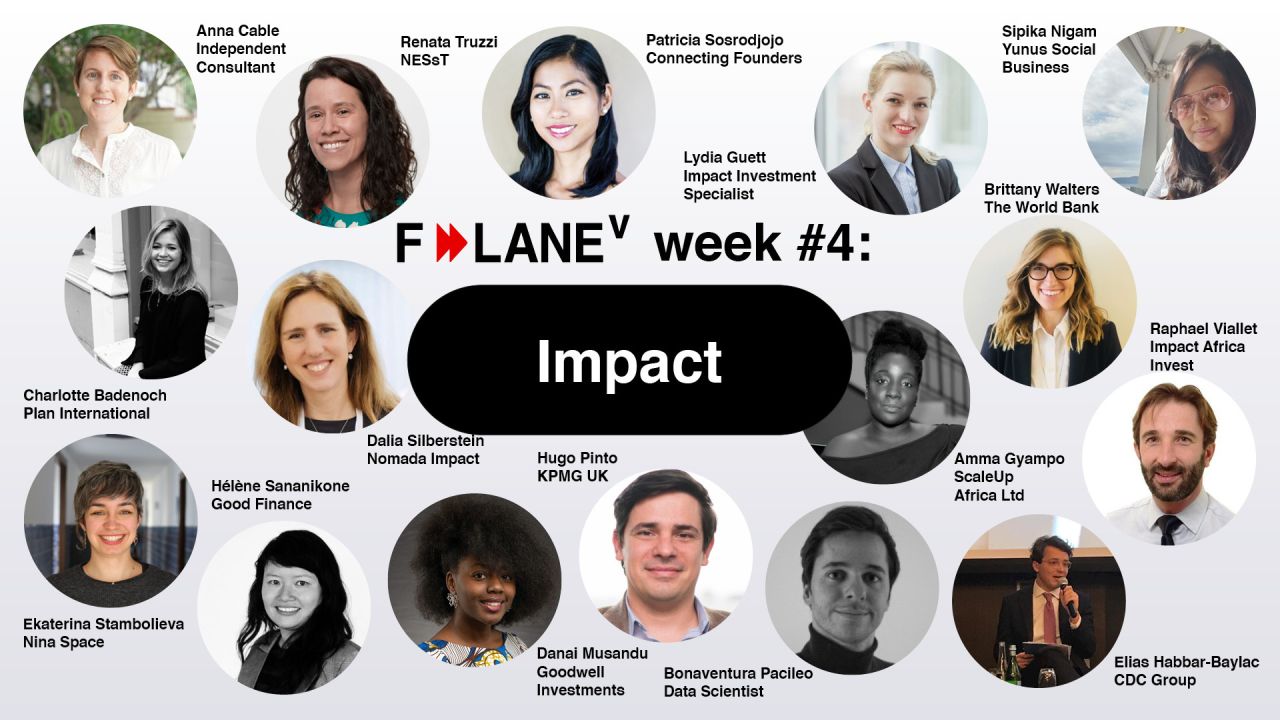 Anna Cable
Independent
Consultant
Renata Truzzi
NESsT
Patricia Sosrodjojo
Connecting Founders
Sipika Nigam
Yunus Social
Business
Lydia Guett
Impact Investment
Specialist
Brittany Walters
The World Bank
F LANE V week #4:
Impact
Raphael Viallet
Impact Africa
Invest
Charlotte Badenoch
Plan International
Dalia Silberstein
Nomada Impact
Hugo Pinto
KPMG UK
Amma Gyampo
ScaleUp
Africa Ltd
Hélène Sananikone
Good Finance
Ekaterina Stambolieva
Nina Space
Danai Musandu
Goodwell
Investments
Bonaventura Pacileo
Data Scientist
Elias Habbar-Baylac
CDC Group